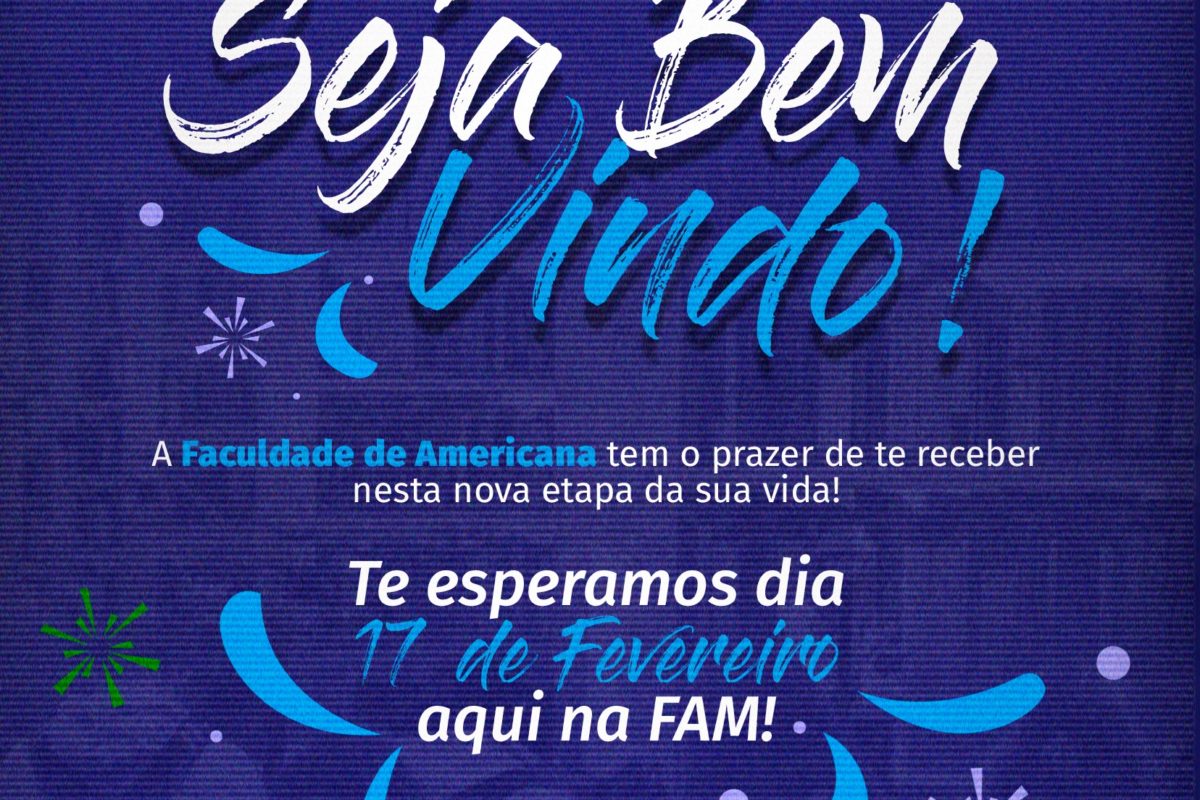 Seja Bem
Vindo!
A Faculdade de Americana tem o prazer de te receber
nesta nova etapa da sua vida!
Te esperamos dia
17 de Fevereiro
aqui na FAM!